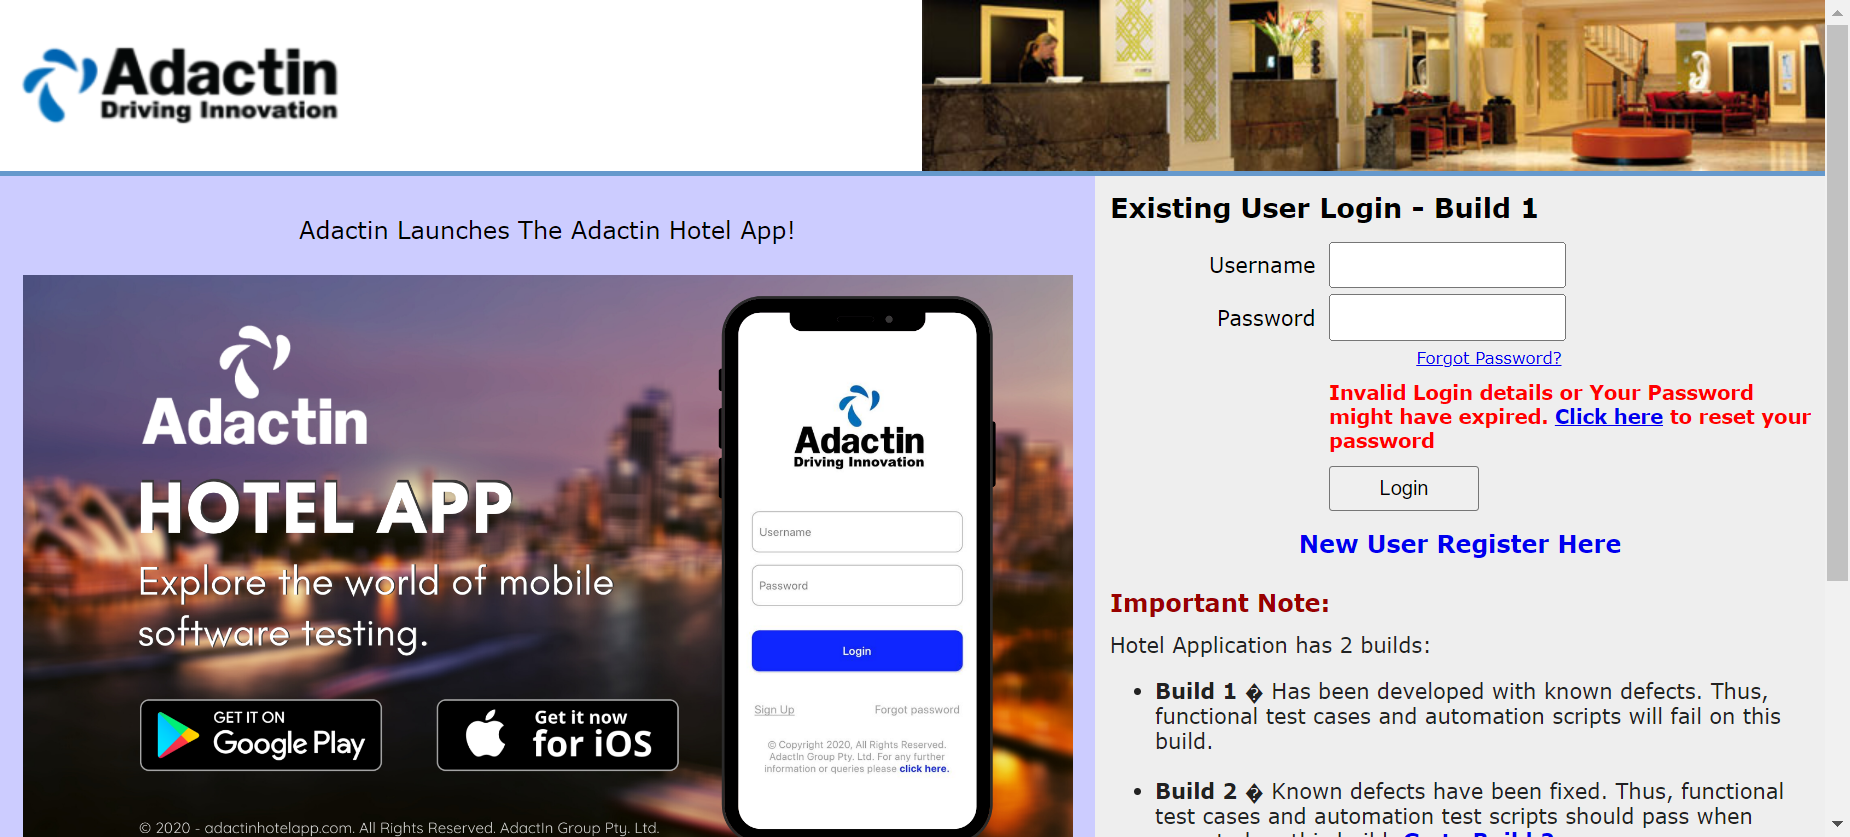 Adactin
Driving Innovation
Adactin Launches The Adactin Hotel App!
Adactin
HOTEL APP
Explore the world of mobile
software testing.
GET IT ON
Google Play
Get it now
for iOS
© 2020 - adactinhotelapp.com. All Rights Reserved. AdactIn Group Pty. Ltd.
Adactin
Driving Innovation
Username
Password
Login
Sign Up
Forgot password
© Copyright 2020, All Rights Reserved.
AdactIn Group Pty. Ltd. For any further
information or queries please click here.
Existing User Login - Build 1
Username
Password
Forgot Password?
Invalid Login details or Your Password
might have expired. Click here to reset your
password
Login
New User Register Here
Important Note:
Hotel Application has 2 builds:
• Build 1 � Has been developed with known defects. Thus,
functional test cases and automation scripts will fail on this
build.
• Build 2 � Known defects have been fixed. Thus, functional
test cases and automation test scripts should pass when